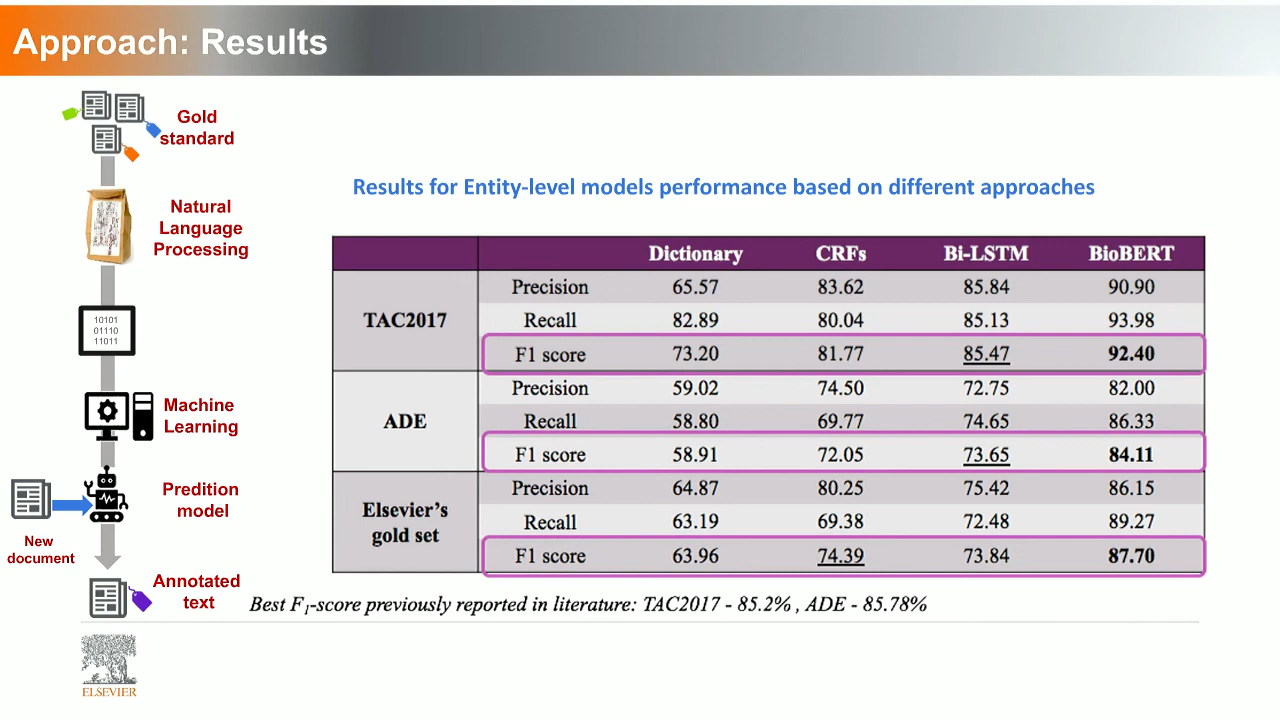 Approach: Results
Gold
standard
Natural
Language
Processing
10101
01110
11011
Machine
Learning
Predition
model
New
document
Annotated
text
ELSEVIER
Results for Entity-level models performance based on different approaches
Dictionary CRFs Bi-LSTM BioBERT
TAC2017
Precision 65.57 83.62 85.84 90.90
Recall 82.89 80.04 85.13 93.98
F1 score 73.20 81.77 85.47 92.40
ADE
Precision 59.02 74.50 72.75 82.00
Recall 58.80 69.77 74.65 86.33
F1 score 58.91 72.05 73.65 84.11
Elsevier's
gold set
Precision 64.87 80.25 75.42 86.15
Recall 63.19 69.38 72.48 89.27
F1 score 63.96 74.39 73.84 87.70
Best F1-score previously reported in literature: TAC2017 - 85.2% , ADE - 85.78%